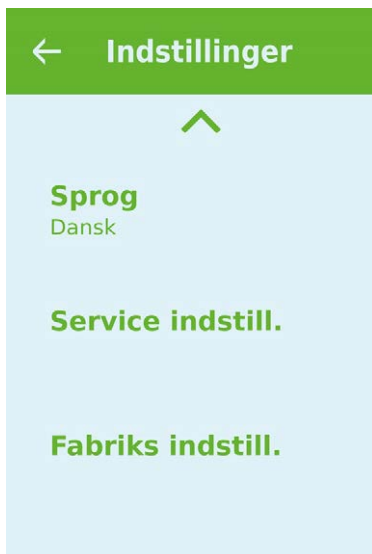 Indstillinger
Sprog
Dansk
Service indstill.
Fabriks indstill.